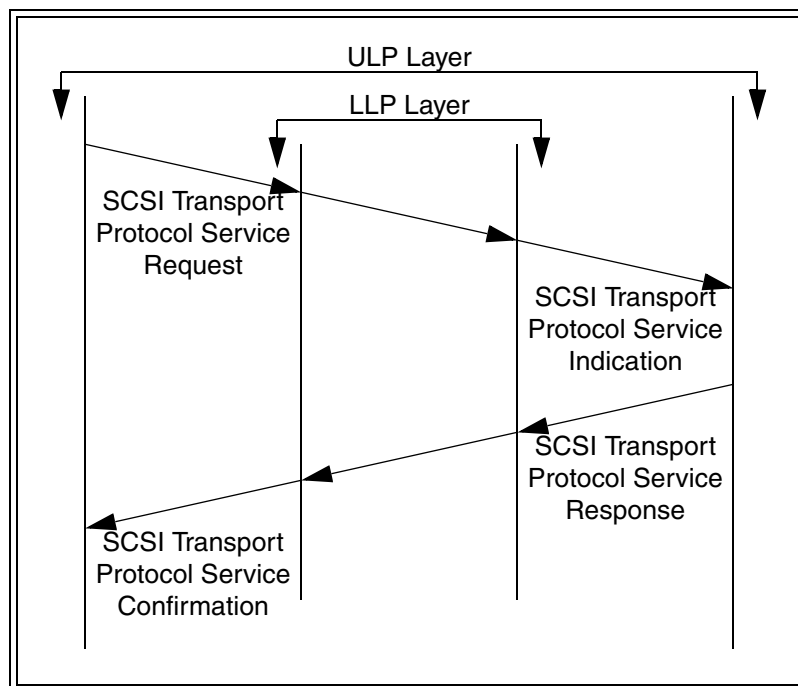 ULP Layer
LLP Layer
SCSI Transport
Protocol Service
Request
SCSI Transport
Protocol Service
Indication
SCSI Transport
Protocol Service
Response
SCSI Transport
Protocol Service
Confirmation